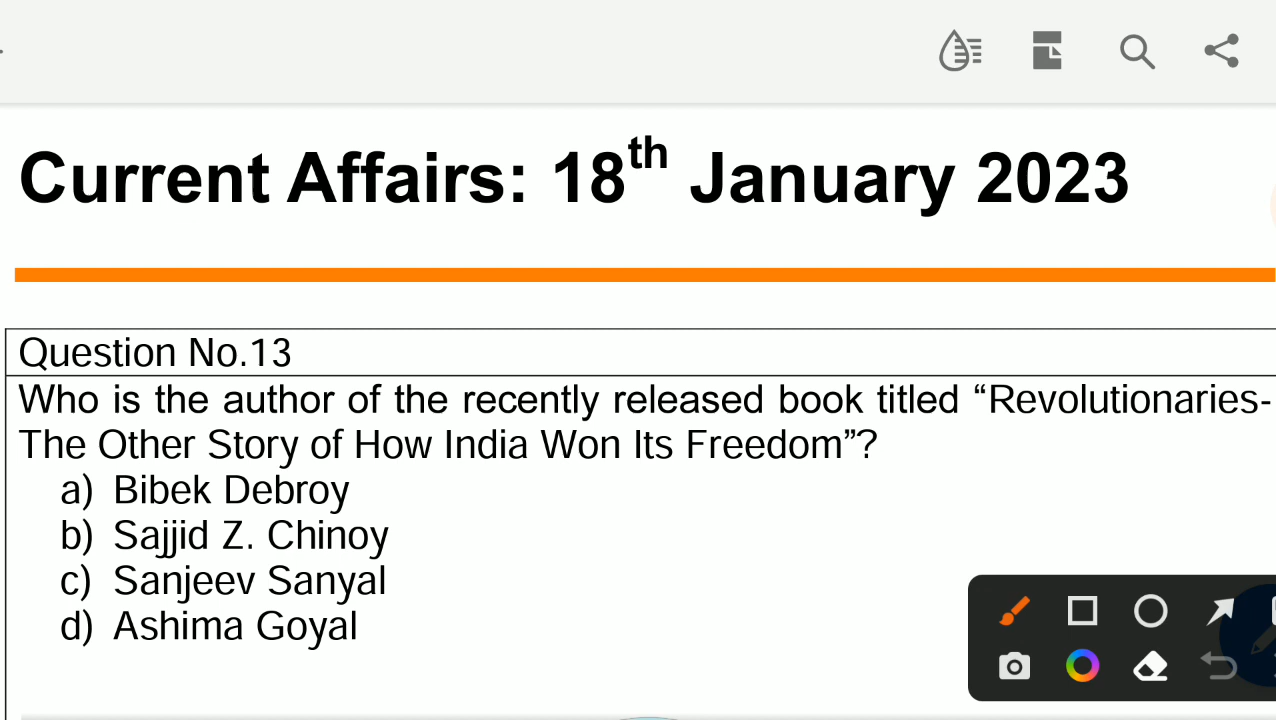 Current Affairs: 18th January 2023
Question No.13
Who is the author of the recently released book titled “Revolutionaries-
The Other Story of How India Won Its Freedom”?
a) Bibek Debroy
b) Sajjid Z. Chinoy
c) Sanjeev Sanyal
d) Ashima Goyal